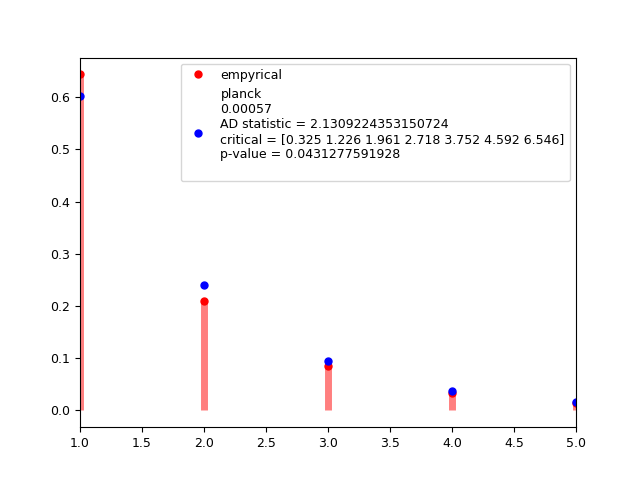 empyrical
planck
0.00057
AD statistic = 2.1309224353150724
critical = [0.325 1.226 1.961 2.718 3.752 4.592 6.546]
p-value = 0.0431277591928
0.6
0.5
0.4
0.3
0.2
0.1
0.0
1.0 1.5 2.0 2.5 3.0 3.5 4.0 4.5 5.0